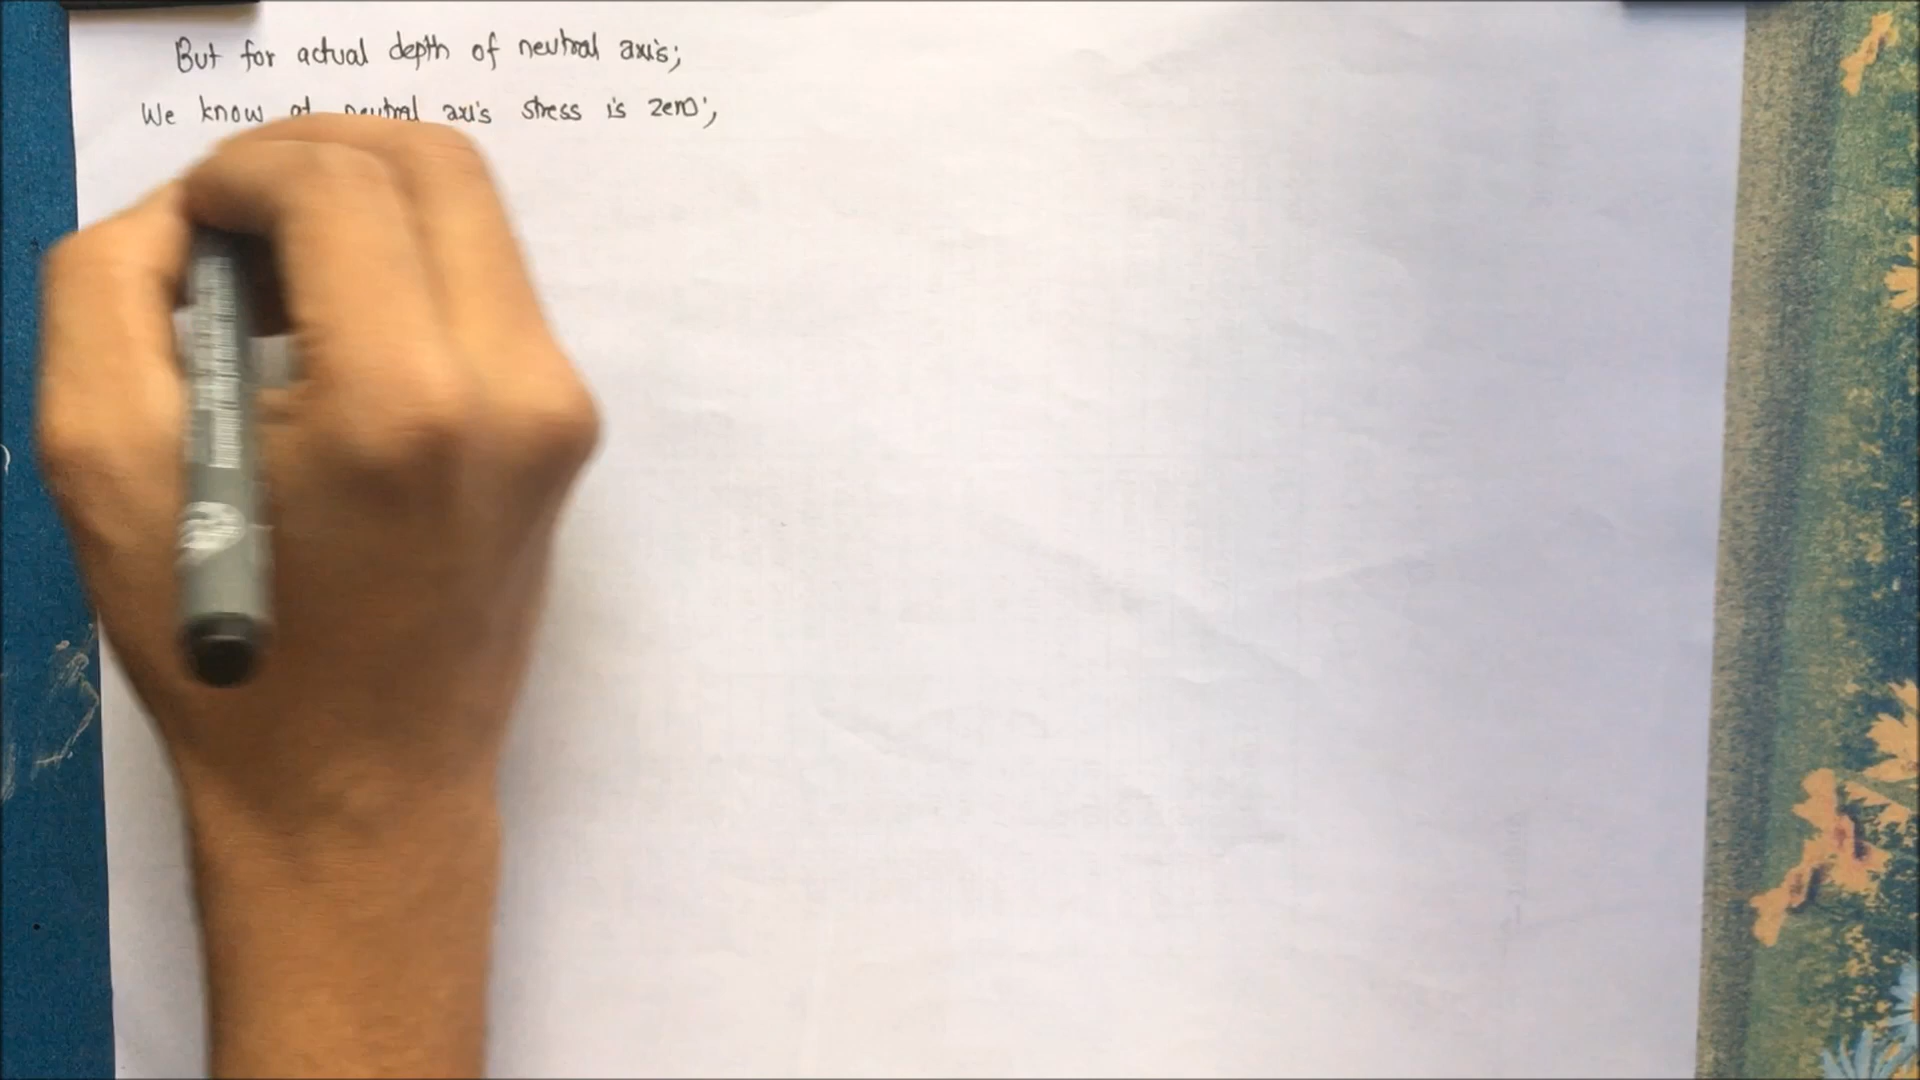 But for actual depth of neutral axis;
We know at neutral axis stress is zero;